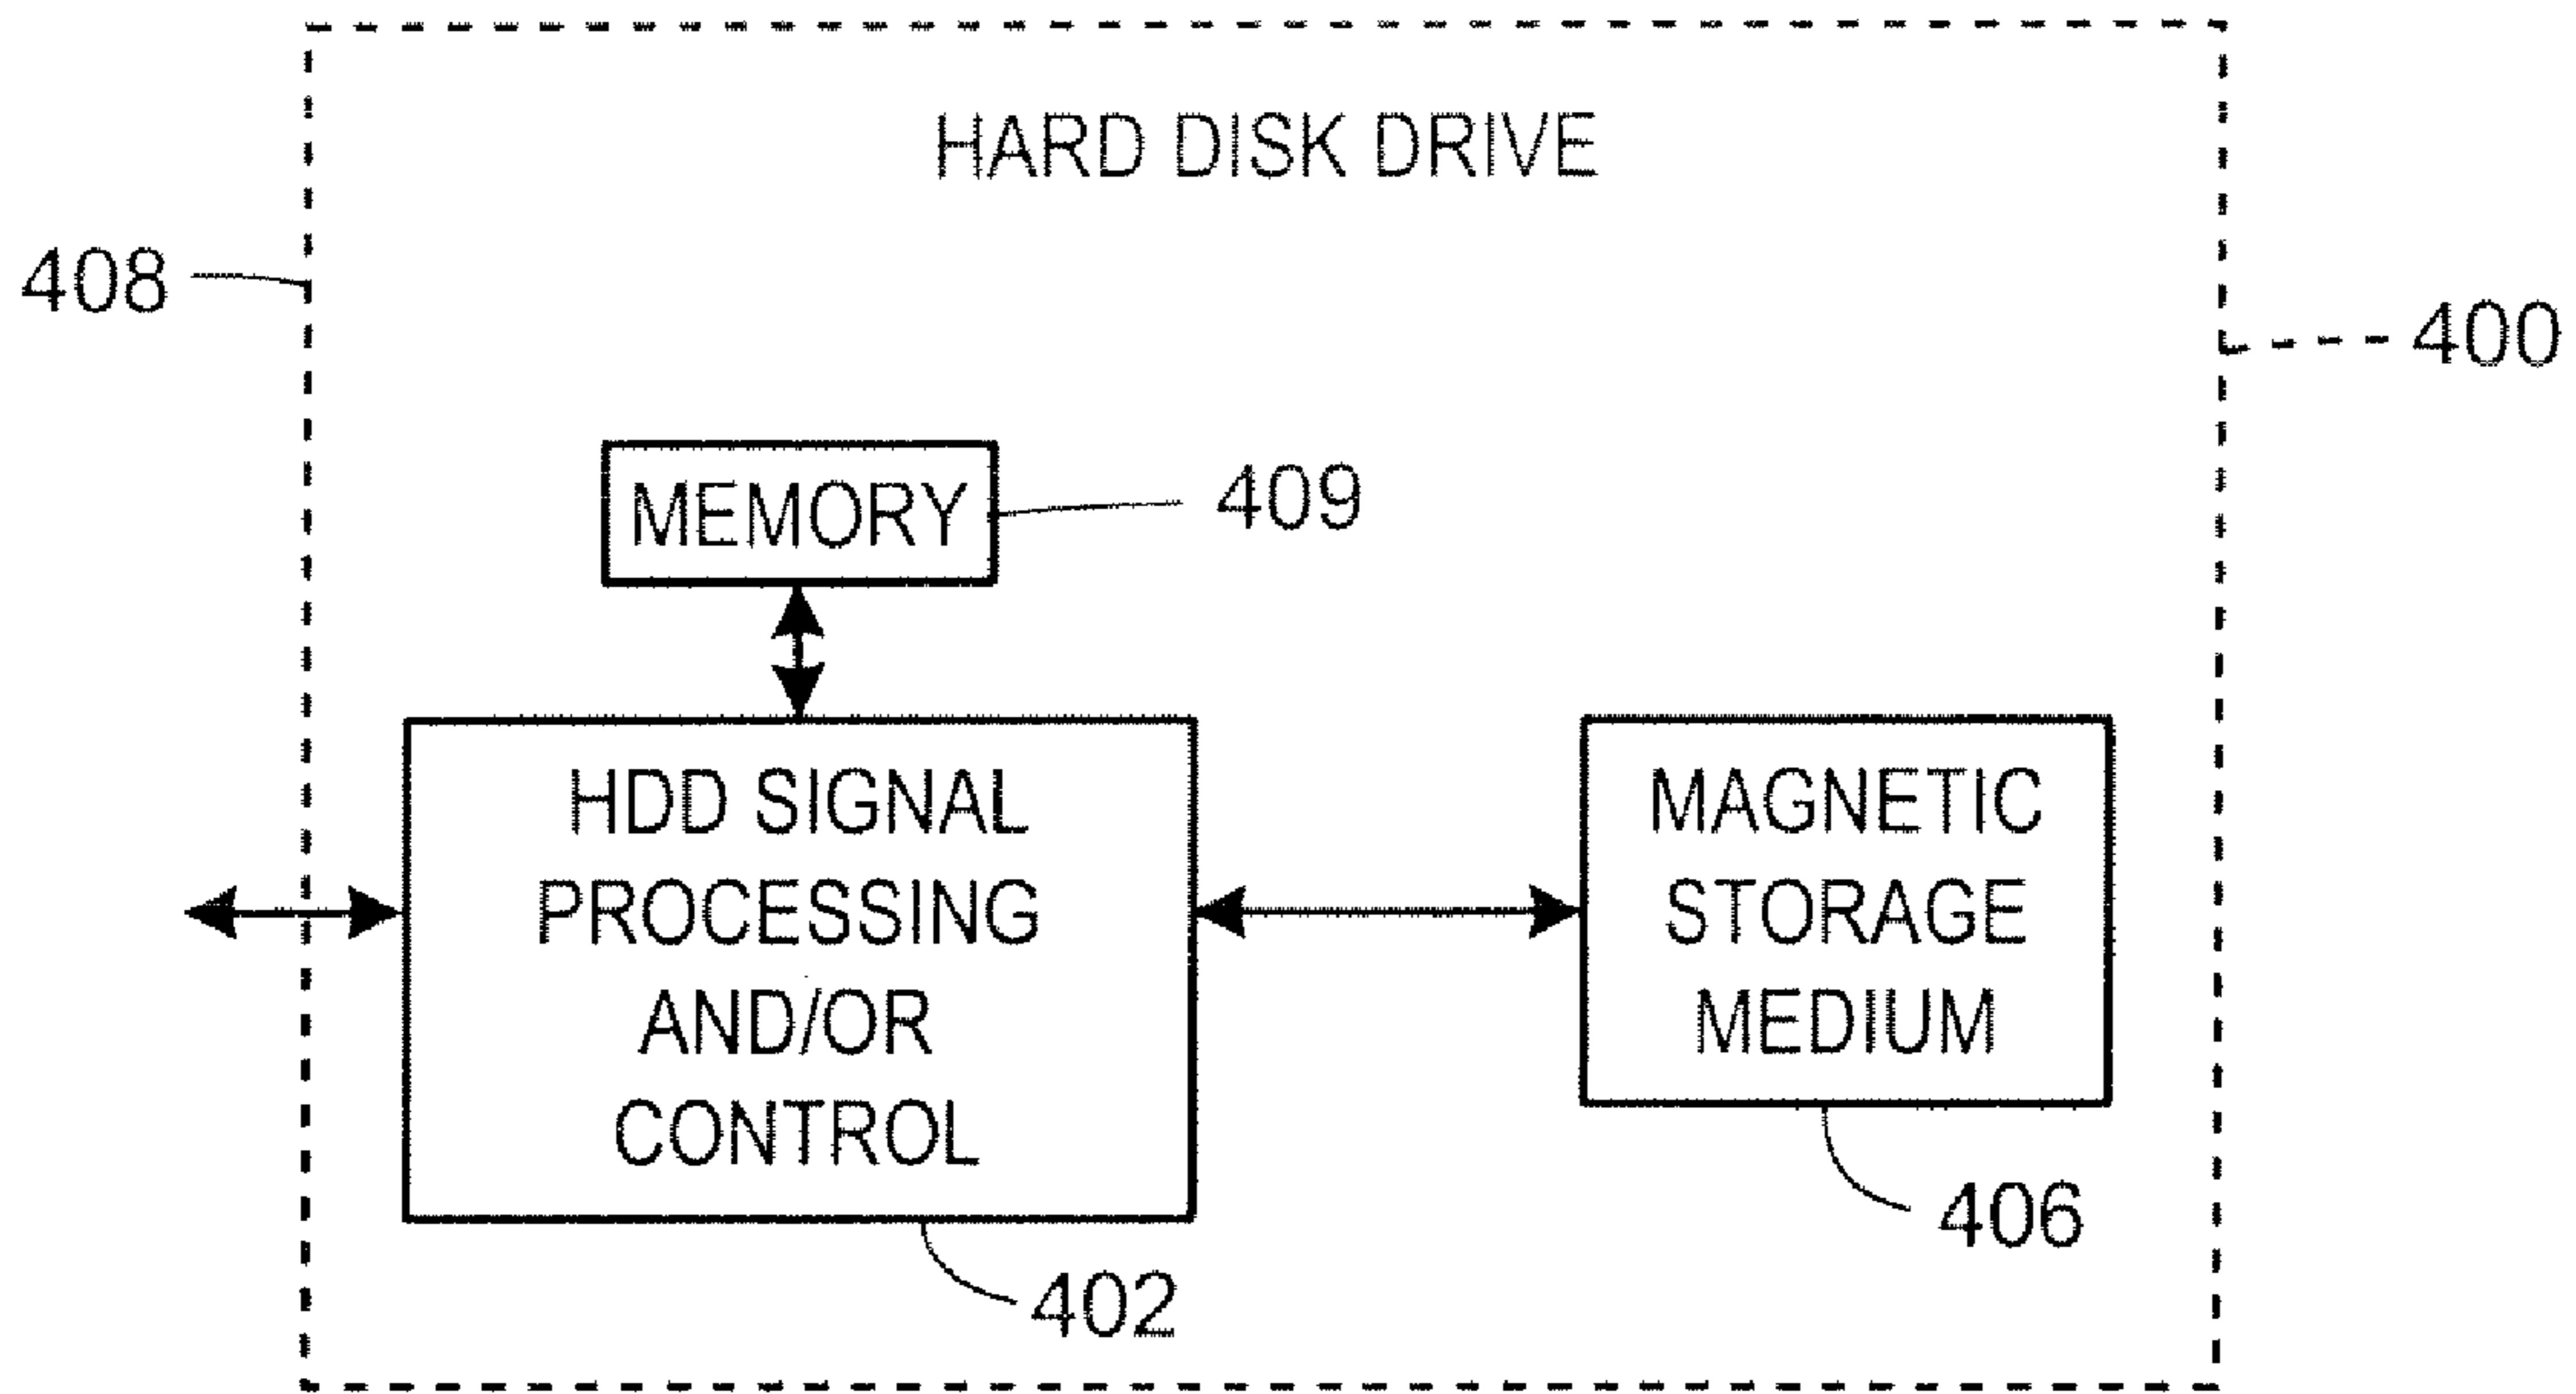 HARD DISK DRIVE
408
400
MEMORY
409
HDD SIGNAL
PROCESSING
AND/OR
CONTROL
MAGNETIC
STORAGE
MEDIUM
406
402